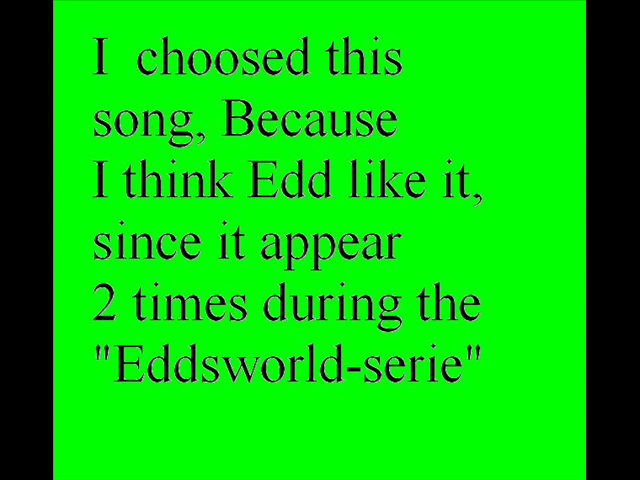 I  choosed this
song, Because
I think Edd like it,
since it appear
2 times during the
"Eddsworld-serie"